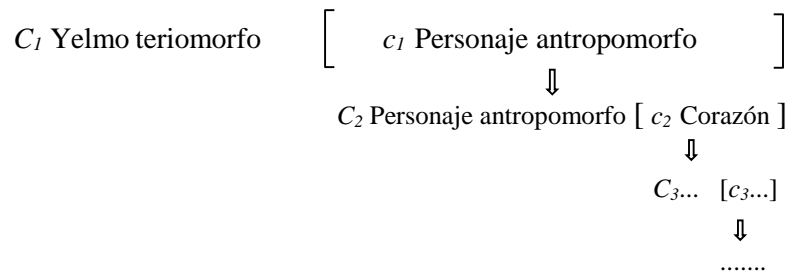 C₁ Yelmo teriomorfo [ c₁ Personaje antropomorfo ]
⇓
C₂ Personaje antropomorfo [ c₂ Corazón ]
⇓
C₃... [c₃...]
⇓
.......